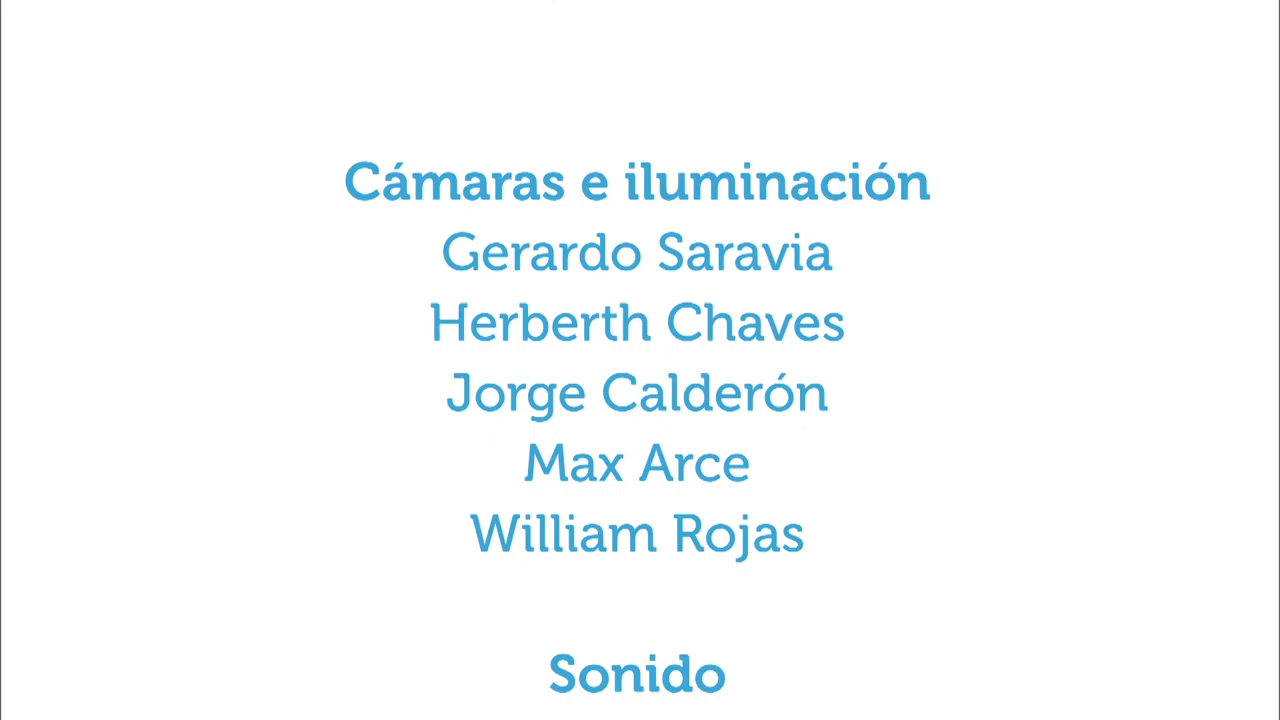 Cámaras e iluminación
Gerardo Saravia
Herberth Chaves
Jorge Calderón
Max Arce
William Rojas
Sonido